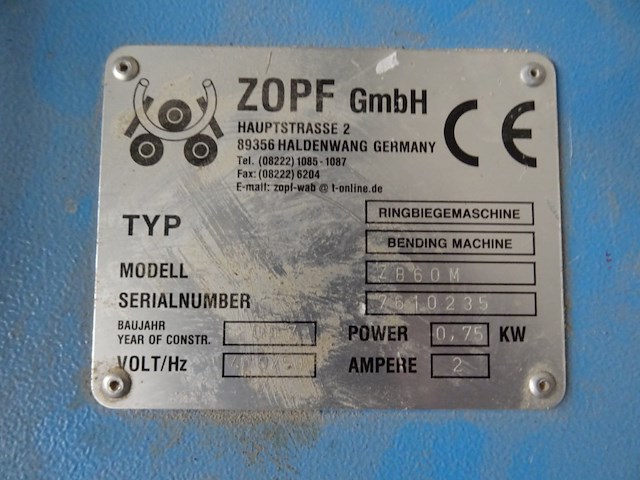 ZOPF GmbH
CE
HAUPTSTRASSE 2
89356 HALDENWANG GERMANY
Tel. (08222) 1085-1087
Fax: (08222) 6204
E-mail: zopf-wab @ t-online.de
TYP
RINGBIEGEMASCHINE
BENDING MACHINE
MODELL ZB60M
SERIALNUMBER 7610235
BAUJAHR
YEAR OF CONSTR. 2007
POWER 0,75 KW
VOLT/Hz
AMPERE 2